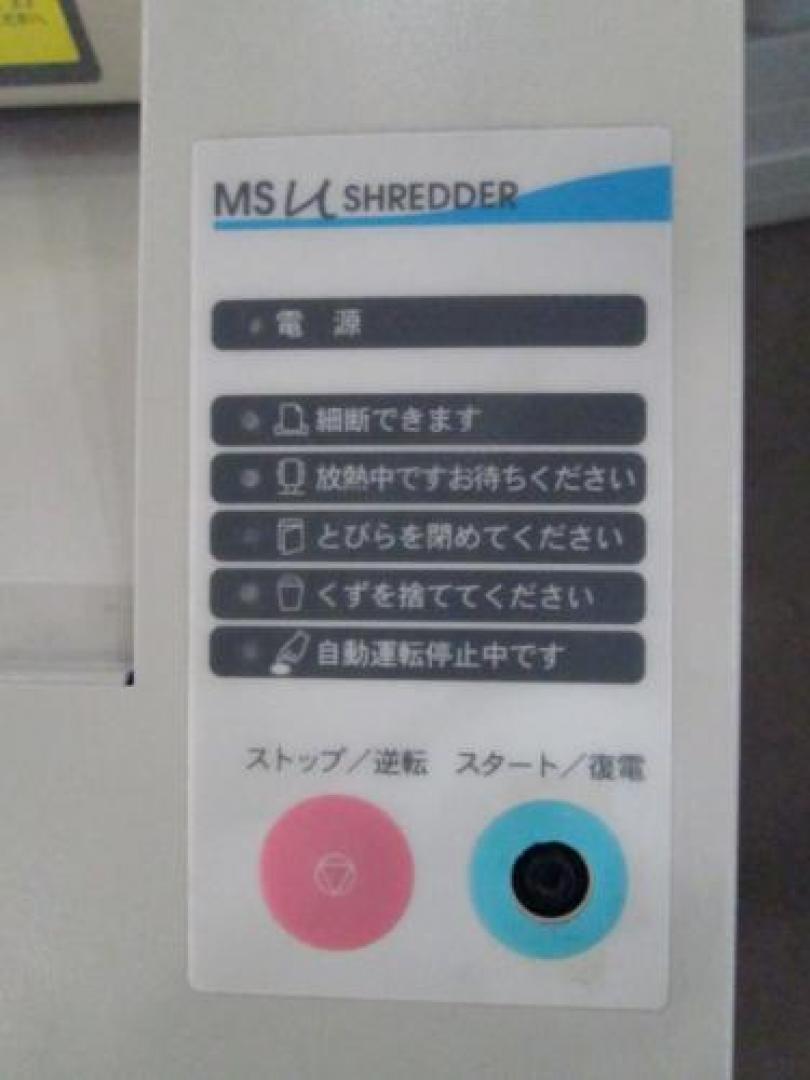 MS μ SHREDDER
電 源
細断できます
放熱中ですお待ちください
とびらを閉めてください
くずを捨ててください
自動運転停止中です
ストップ／逆転 スタート／復電